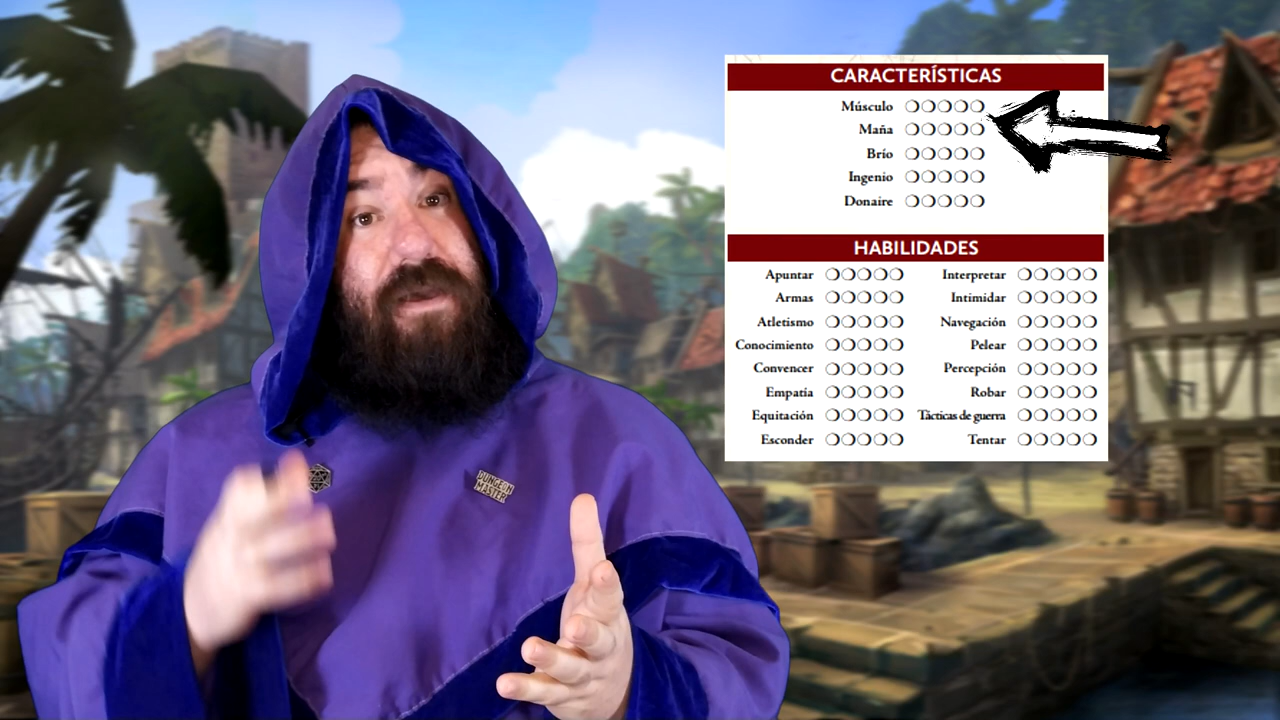 CARACTERÍSTICAS
Músculo
Maña
Brío
Ingenio
Donaire
HABILIDADES
Apuntar Interpretar
Armas Intimidar
Atletismo Navegación
Conocimiento Pelear
Convencer Percepción
Empatía Robar
Equitación Tácticas de guerra
Esconder Tentar
DUNGEON
MASTER